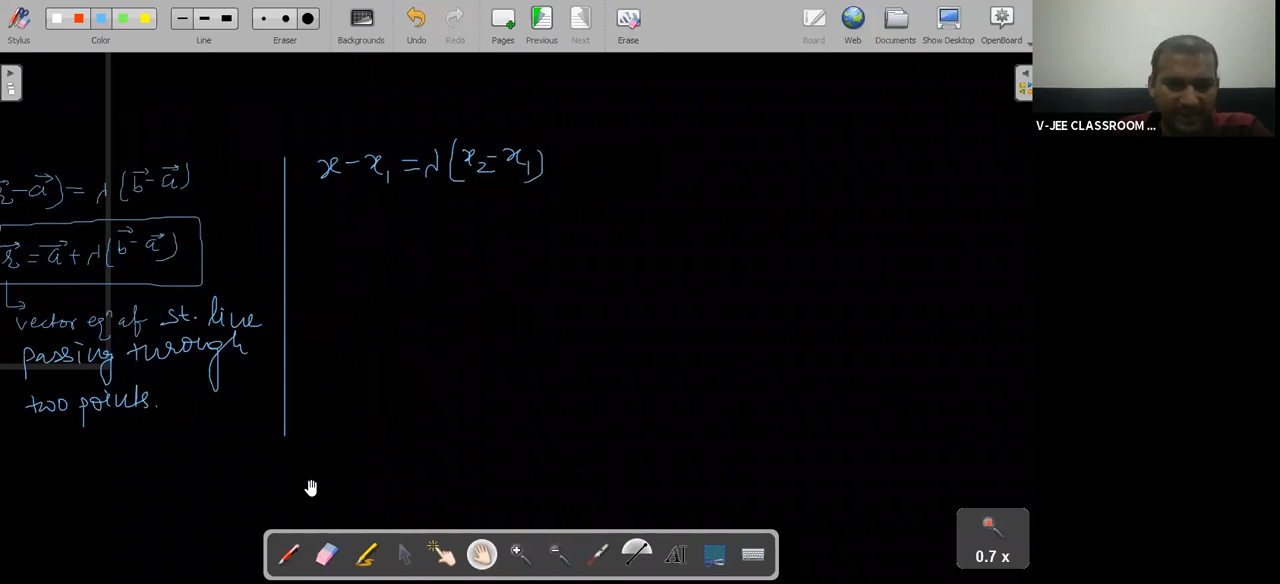 Stylus Color Line Eraser Backgrounds Undo Redo Pages Previous Next Erase Board Web Documents Show Desktop OpenBoard
V-JEE CLASSROOM ...
x - x₁ = λ(x₂ - x₁)
r⃗ - a⃗) = λ(b⃗ - a⃗)
r⃗ = a⃗ + λ(b⃗ - a⃗)
vector eqⁿ of st. line
passing through
two points.
0.7 x